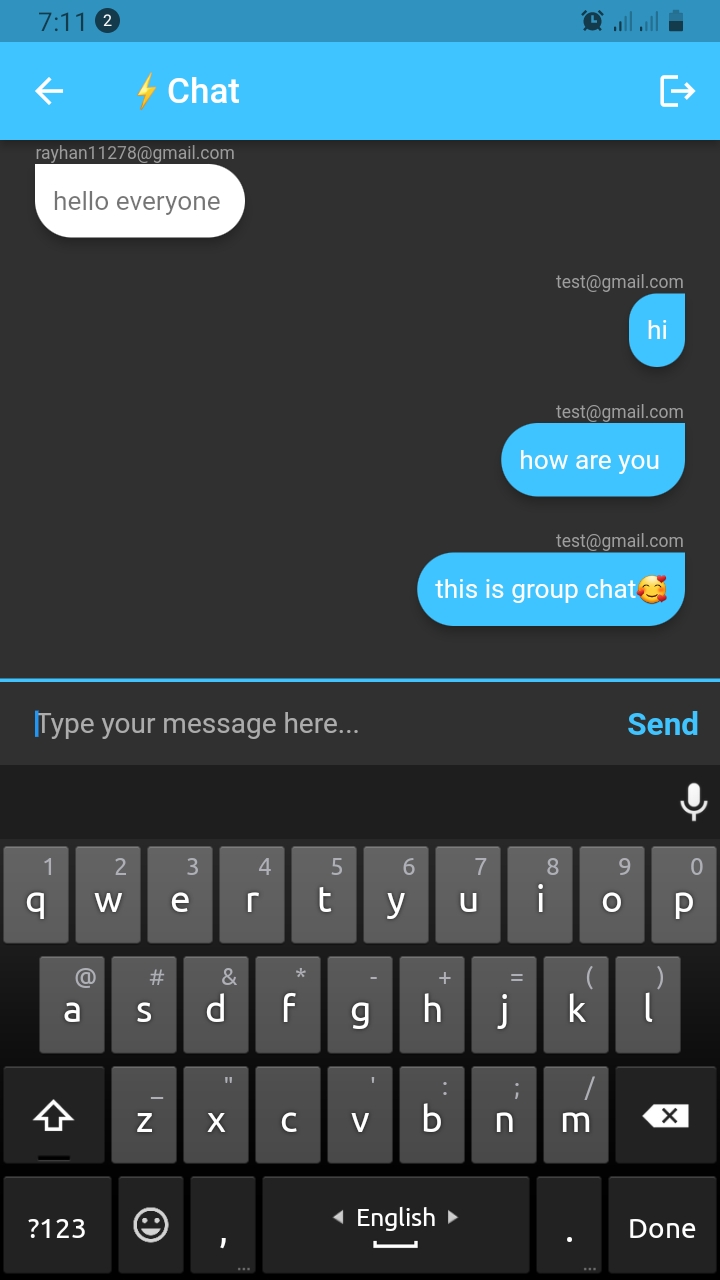 7:11 2
⚡Chat
rayhan11278@gmail.com
hello everyone
test@gmail.com
hi
test@gmail.com
how are you
test@gmail.com
this is group chat🥰
Type your message here... Send
1 2 3 4 5 6 7 8 9 0
q w e r t y u i o p
@ # & * - + = ( )
a s d f g h j k l
_ " ' : ; /
z x c v b n m
?123 , English . Done
... ...